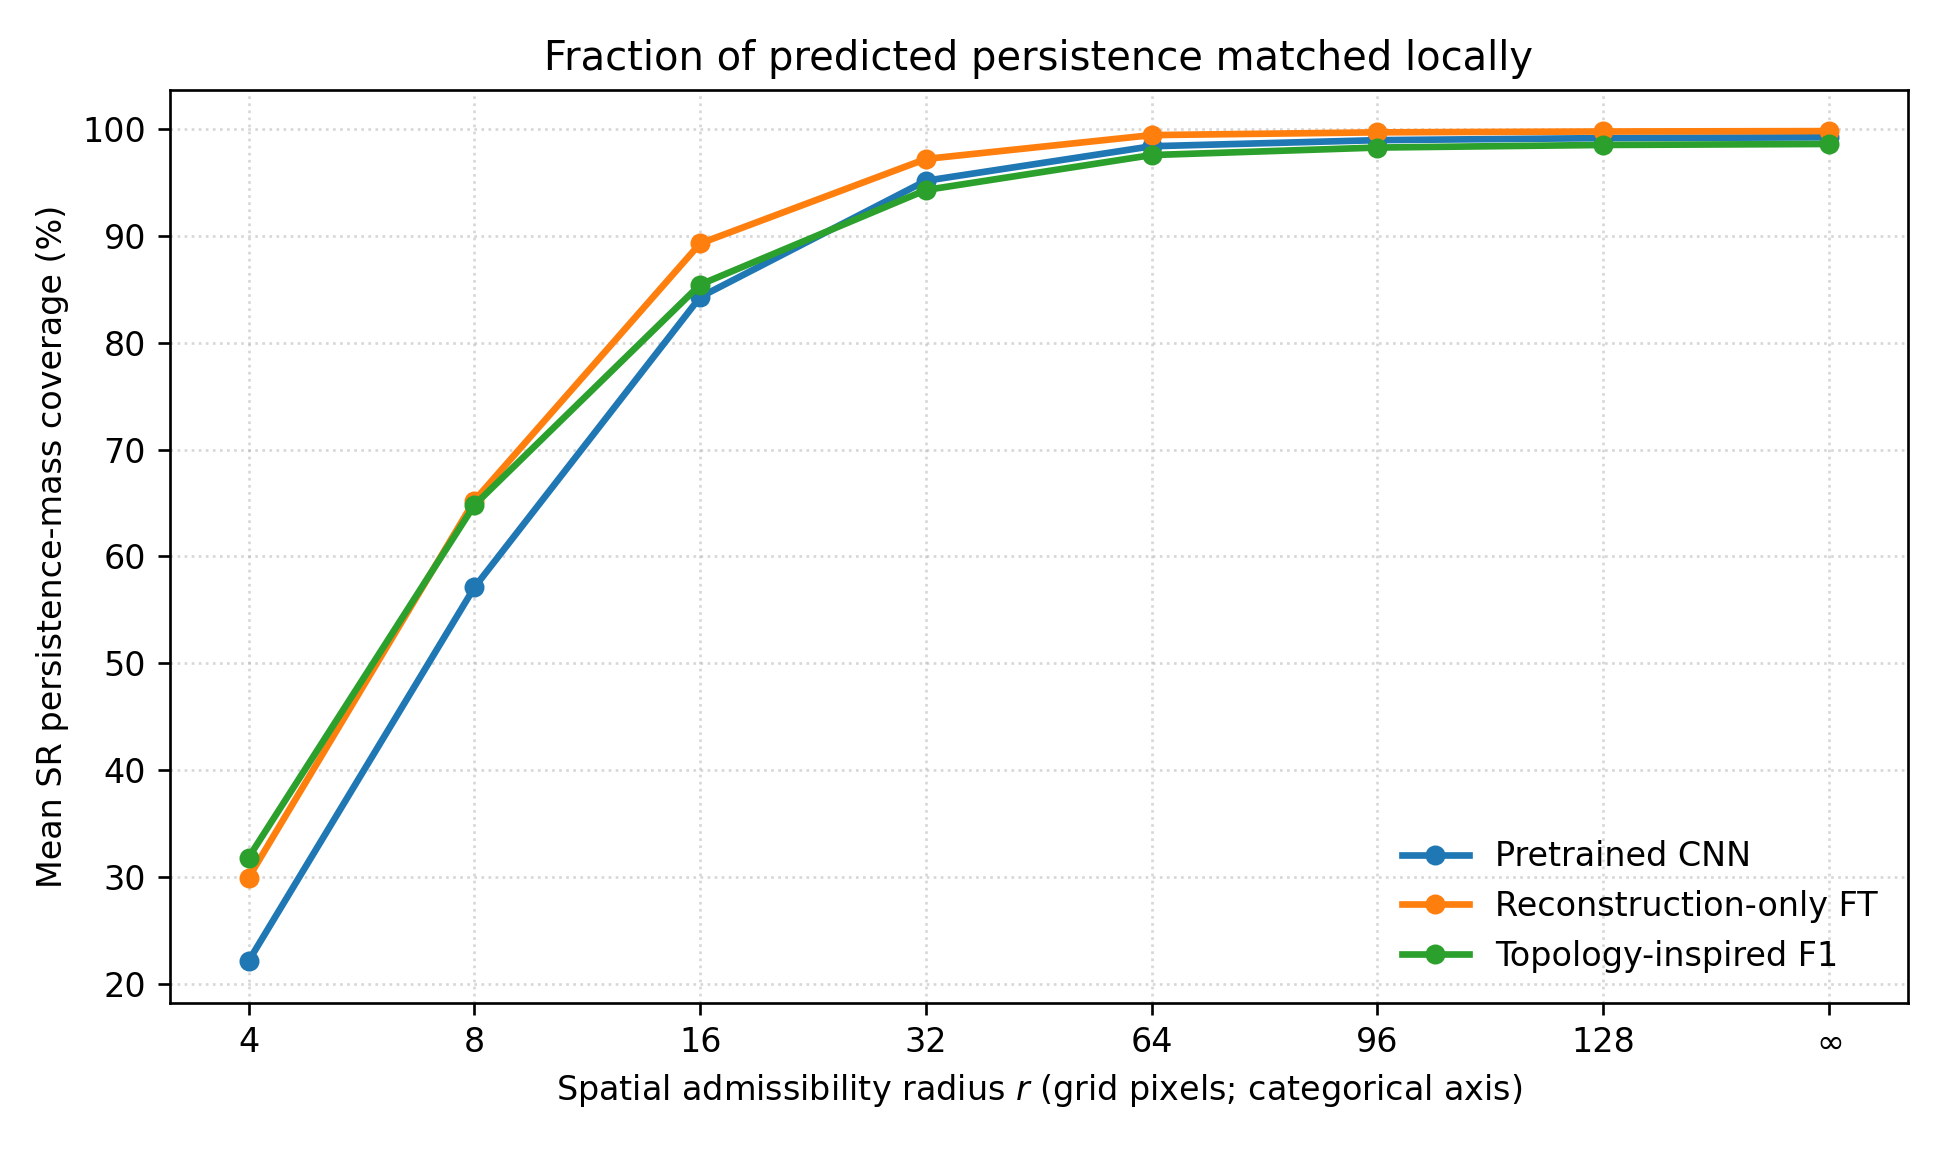 Fraction of predicted persistence matched locally
Mean SR persistence-mass coverage (%)
100
90
80
70
60
50
40
30
20
Pretrained CNN
Reconstruction-only FT
Topology-inspired F1
4 8 16 32 64 96 128 ∞
Spatial admissibility radius r (grid pixels; categorical axis)